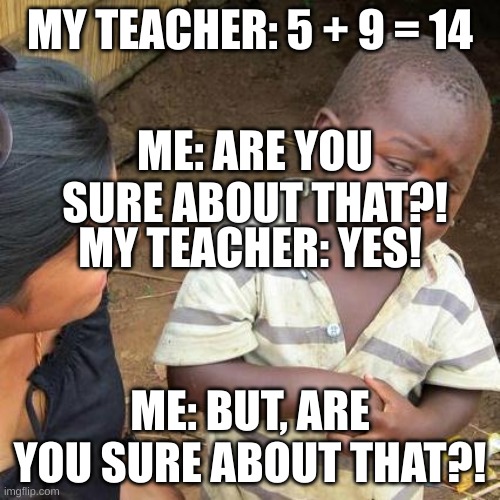 MY TEACHER: 5 + 9 = 14
ME: ARE YOU
SURE ABOUT THAT?!
MY TEACHER: YES!
ME: BUT, ARE
YOU SURE ABOUT THAT?!
imgflip.com